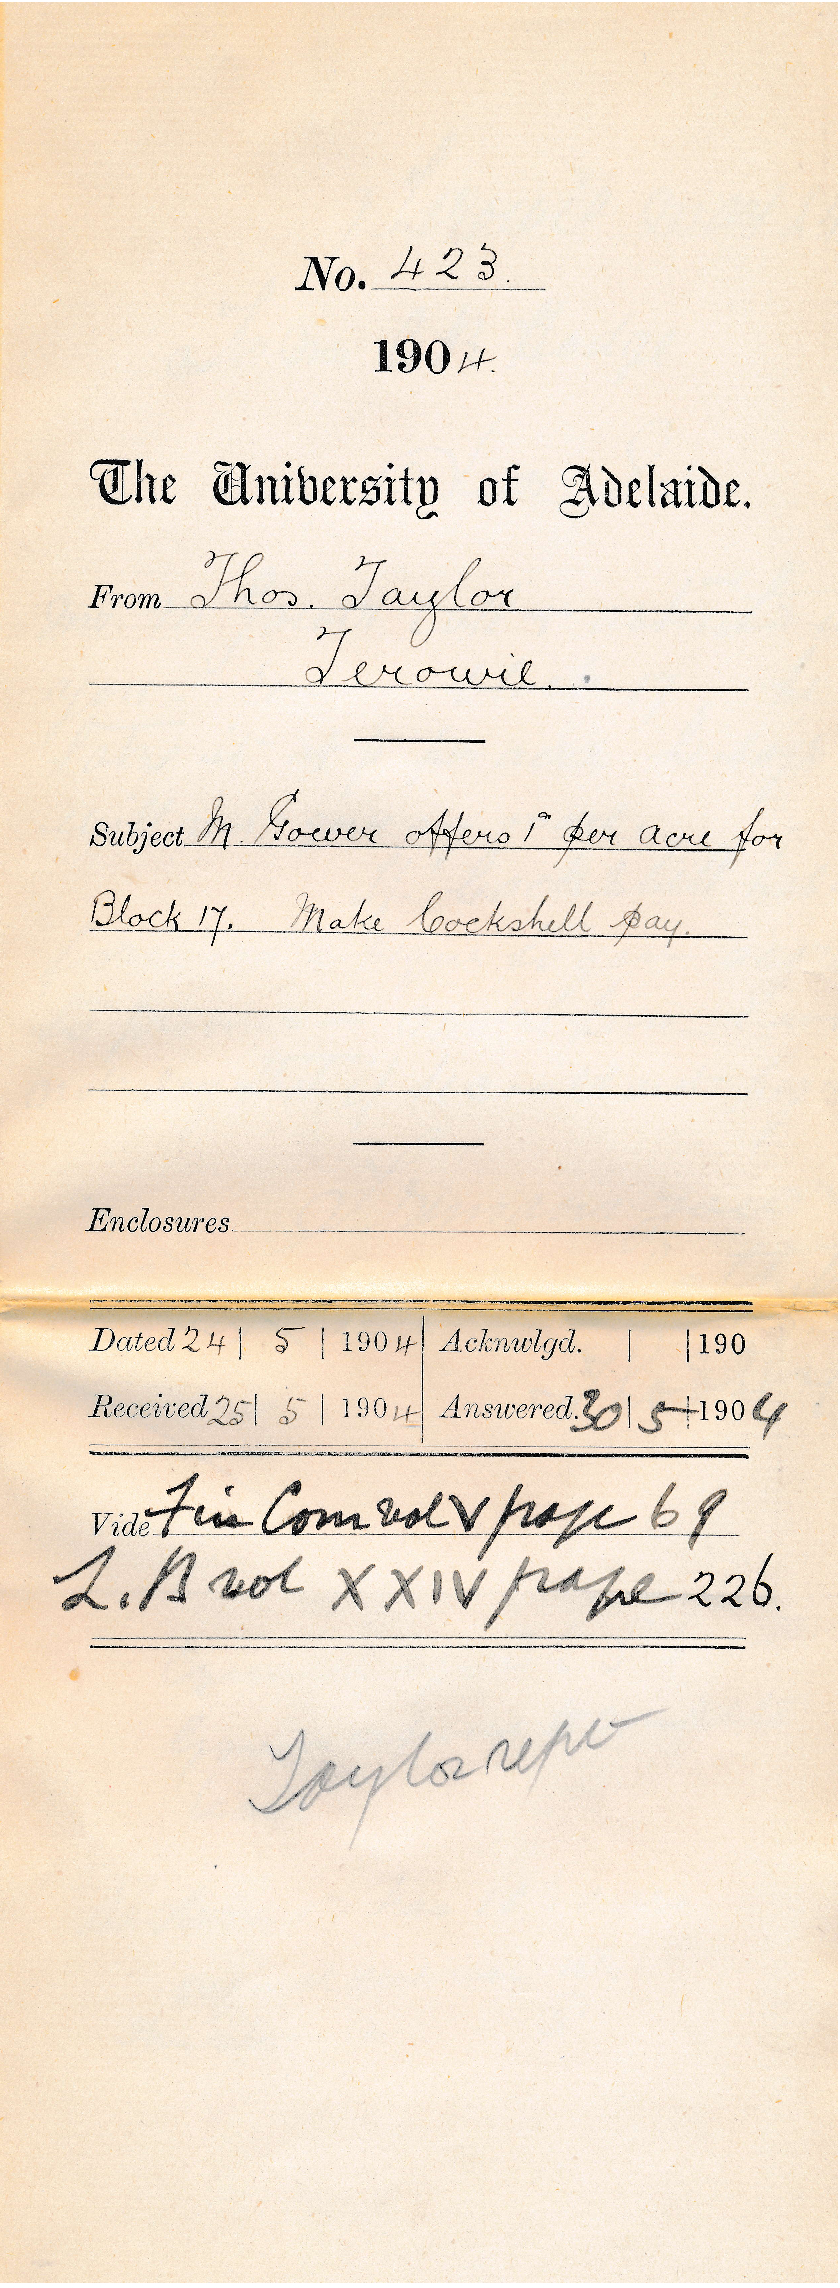 No. 423.
1904.
The University of Adelaide.
From Thos. Taylor
Terowie.
Subject M. Gower offers 1d per acre for
Block 17. Make Cockshell pay.
Enclosures
Dated 24 | 5 | 1904 Acknwlgd. | | 190
Received 25 | 5 | 1904 Answered. 30 | 5 | 1904
Vide Fin Com vol V page 69
L. B vol XXIV page 226.
Taylor